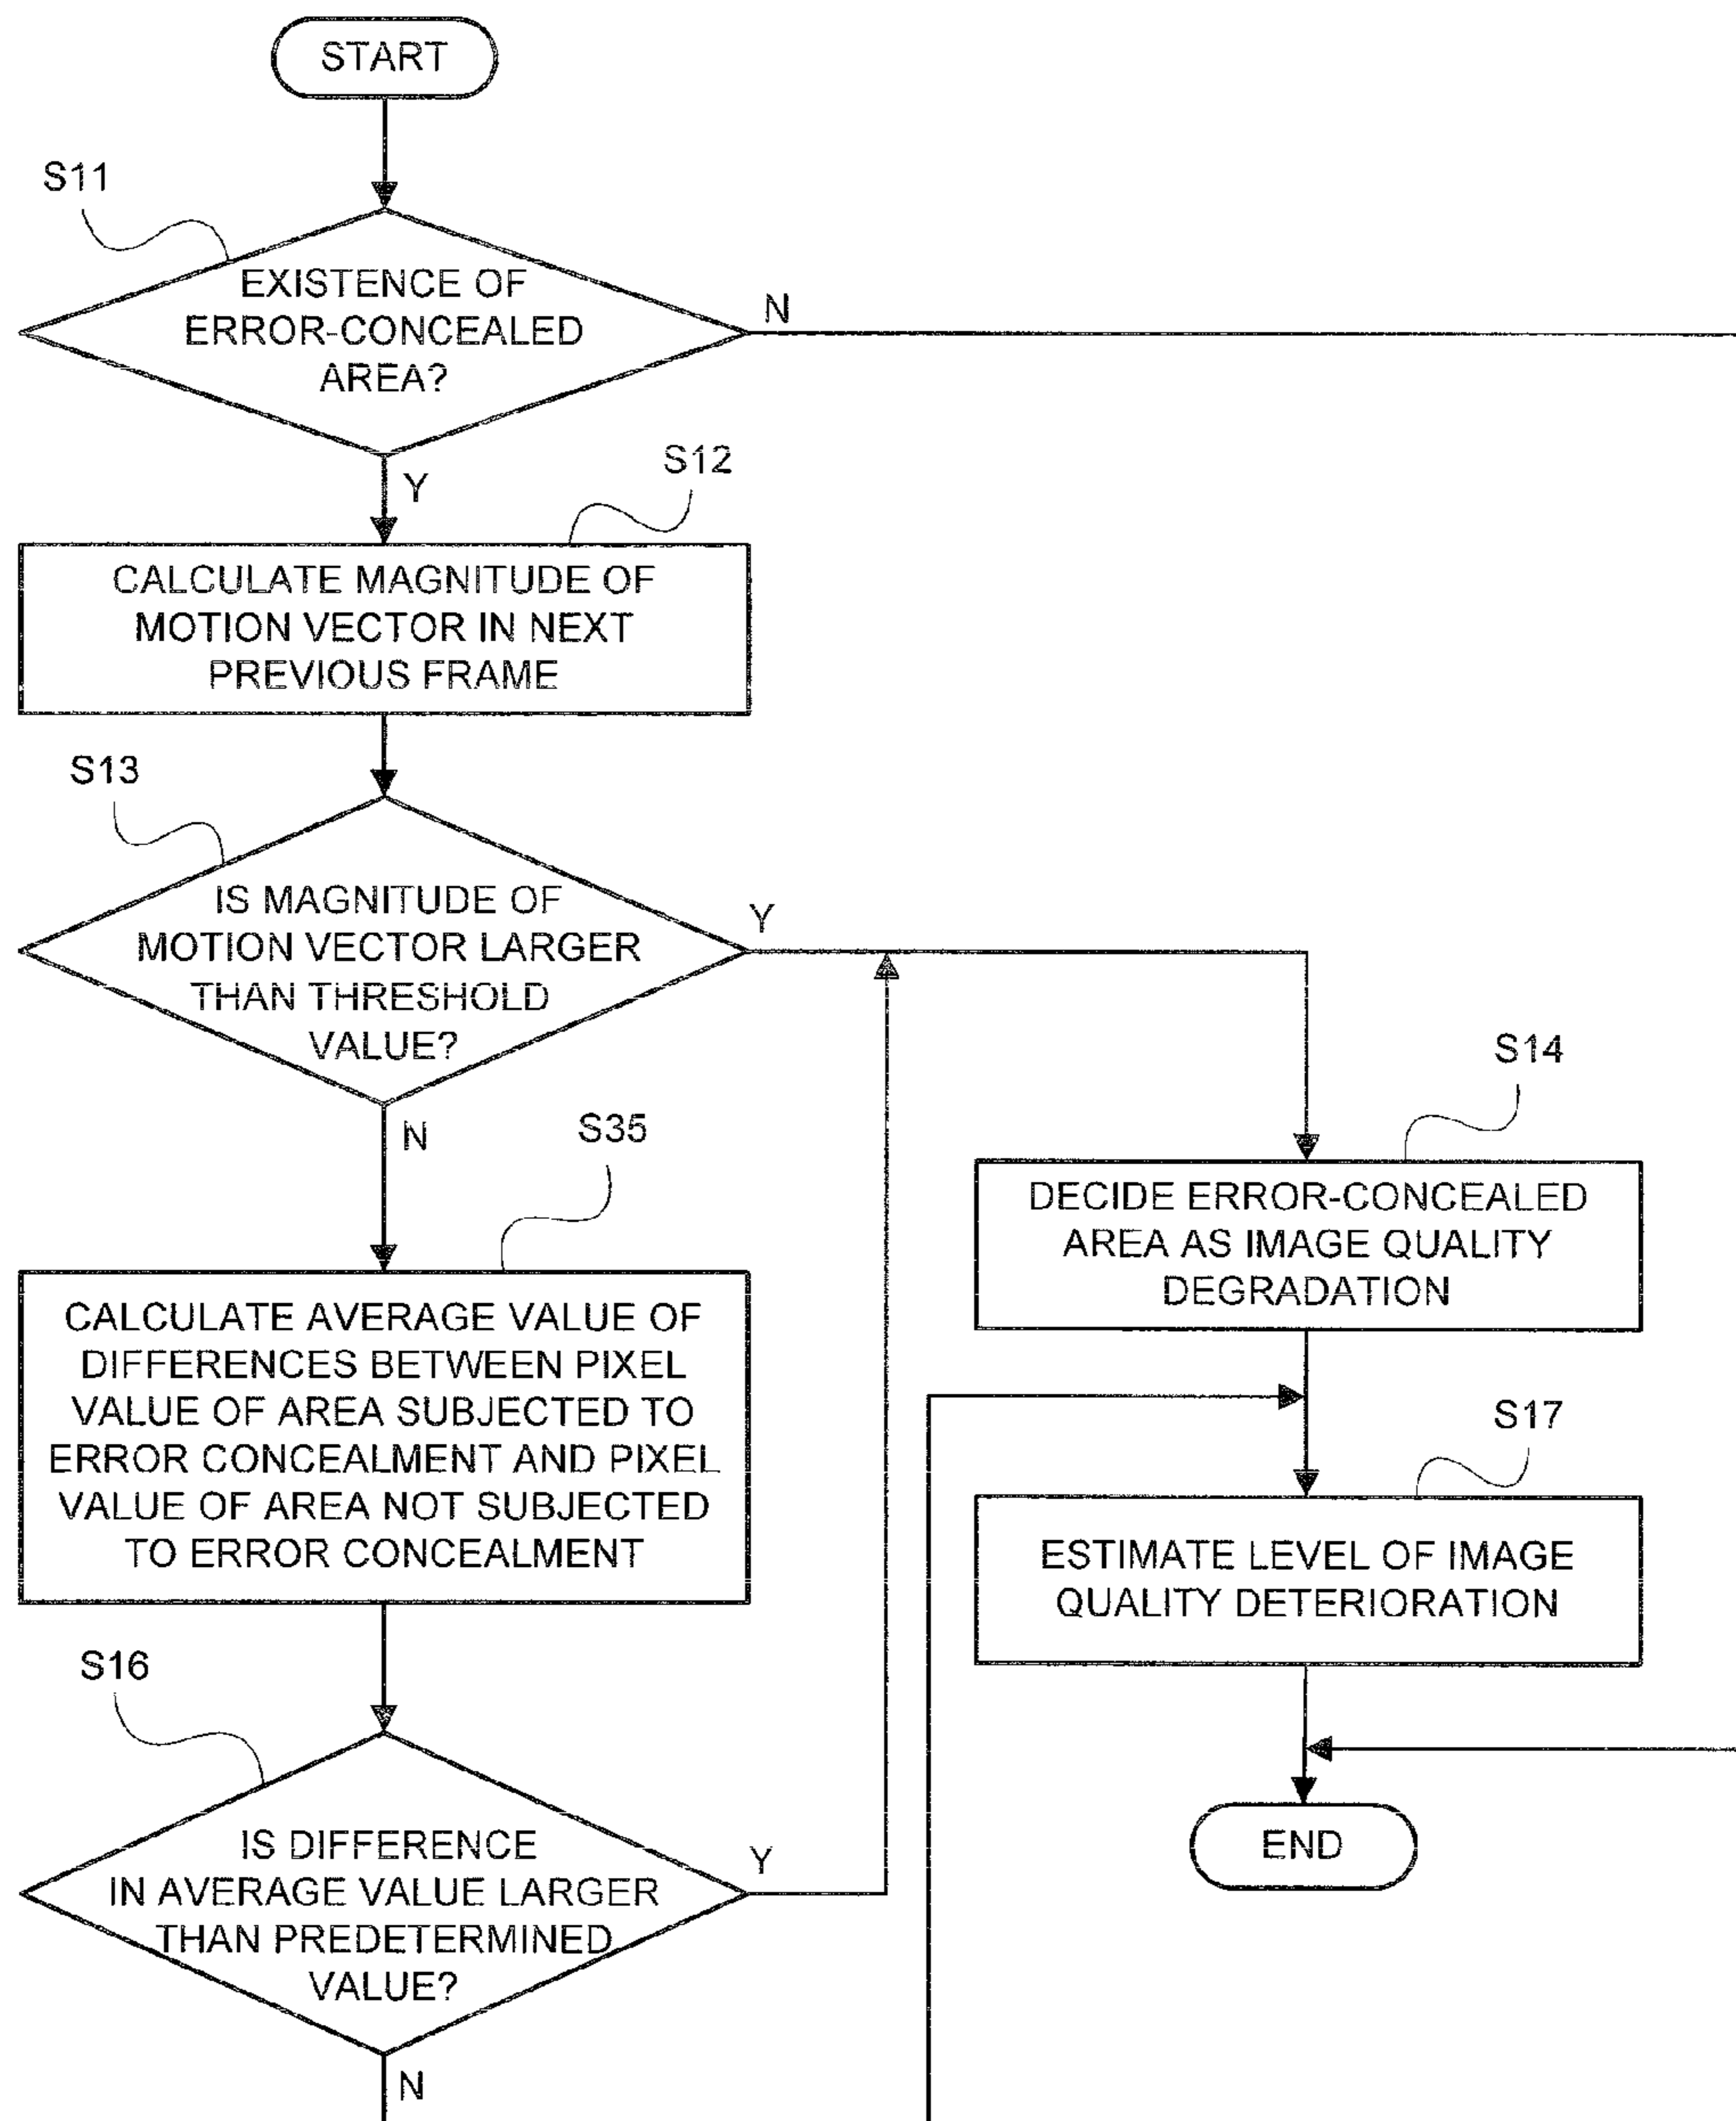 START
S11
EXISTENCE OF
ERROR-CONCEALED
AREA?
N
Y
S12
CALCULATE MAGNITUDE OF
MOTION VECTOR IN NEXT
PREVIOUS FRAME
S13
IS MAGNITUDE OF
MOTION VECTOR LARGER
THAN THRESHOLD
VALUE?
Y
N
S35
CALCULATE AVERAGE VALUE OF
DIFFERENCES BETWEEN PIXEL
VALUE OF AREA SUBJECTED TO
ERROR CONCEALMENT AND PIXEL
VALUE OF AREA NOT SUBJECTED
TO ERROR CONCEALMENT
S16
IS DIFFERENCE
IN AVERAGE VALUE LARGER
THAN PREDETERMINED
VALUE?
Y
N
S14
DECIDE ERROR-CONCEALED
AREA AS IMAGE QUALITY
DEGRADATION
S17
ESTIMATE LEVEL OF IMAGE
QUALITY DETERIORATION
END